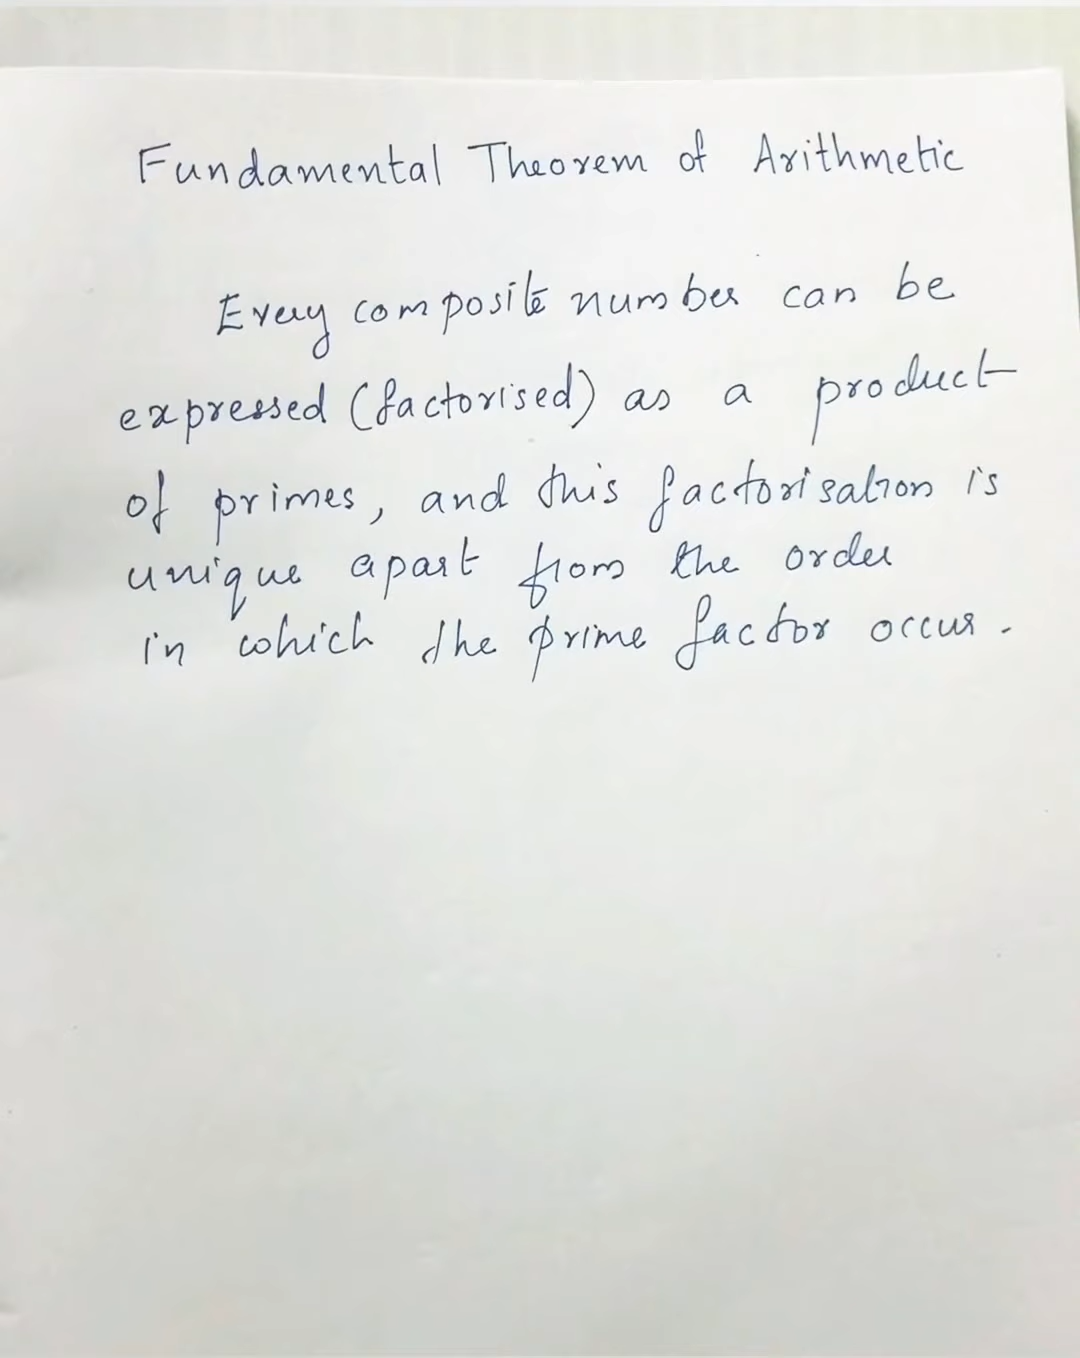 Fundamental Theorem of Arithmetic
Every composite number can be
expressed (factorised) as a product
of primes, and this factorisation is
unique apart from the order
in which the prime factor occur.